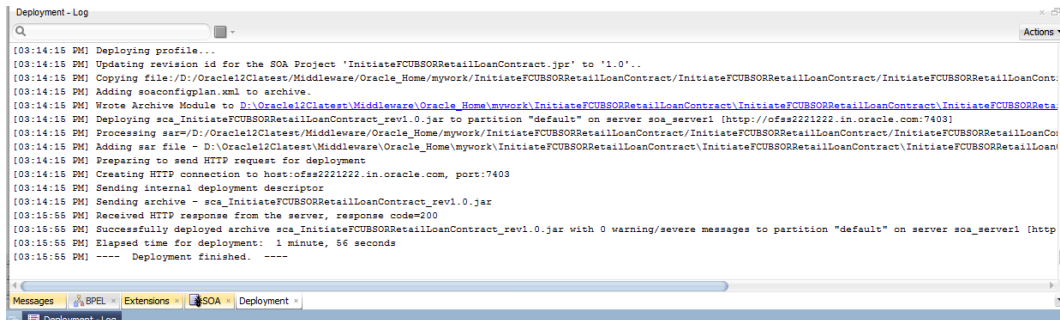 Deployment - Log
Actions
[03:14:15 PM] Deploying profile...
[03:14:15 PM] Updating revision id for the SOA Project 'InitiateFCUBSORRetailLoanContract.jpr' to '1.0'..
[03:14:15 PM] Copying file:/D:/Oracle12Clatest/Middleware/Oracle_Home/mywork/InitiateFCUBSORRetailLoanContract/InitiateFCUBSORRetailLoanContract/InitiateFCUBSORRetailLoanCont
[03:14:15 PM] Adding soaconfigplan.xml to archive.
[03:14:15 PM] Wrote Archive Module to D:\Oracle12Clatest\Middleware\Oracle_Home\mywork\InitiateFCUBSORRetailLoanContract\InitiateFCUBSORRetailLoanContract\InitiateFCUBSORReta
[03:14:15 PM] Deploying sca_InitiateFCUBSORRetailLoanContract_rev1.0.jar to partition "default" on server soa_server1 [http://ofss2221222.in.oracle.com:7403]
[03:14:15 PM] Processing sar=/D:/Oracle12Clatest/Middleware/Oracle_Home/mywork/InitiateFCUBSORRetailLoanContract/InitiateFCUBSORRetailLoanContract/InitiateFCUBSORRetailLoanCo
[03:14:15 PM] Adding sar file - D:\Oracle12Clatest\Middleware\Oracle_Home\mywork\InitiateFCUBSORRetailLoanContract\InitiateFCUBSORRetailLoanContract\InitiateFCUBSORRetailLoan
[03:14:15 PM] Preparing to send HTTP request for deployment
[03:14:15 PM] Creating HTTP connection to host:ofss2221222.in.oracle.com, port:7403
[03:14:15 PM] Sending internal deployment descriptor
[03:14:15 PM] Sending archive - sca_InitiateFCUBSORRetailLoanContract_rev1.0.jar
[03:15:55 PM] Received HTTP response from the server, response code=200
[03:15:55 PM] Successfully deployed archive sca_InitiateFCUBSORRetailLoanContract_rev1.0.jar with 0 warning/severe messages to partition "default" on server soa_server1 [http
[03:15:55 PM] Elapsed time for deployment: 1 minute, 56 seconds
[03:15:55 PM] ---- Deployment finished. ----
Messages BPEL Extensions SOA Deployment
Deployment - Log